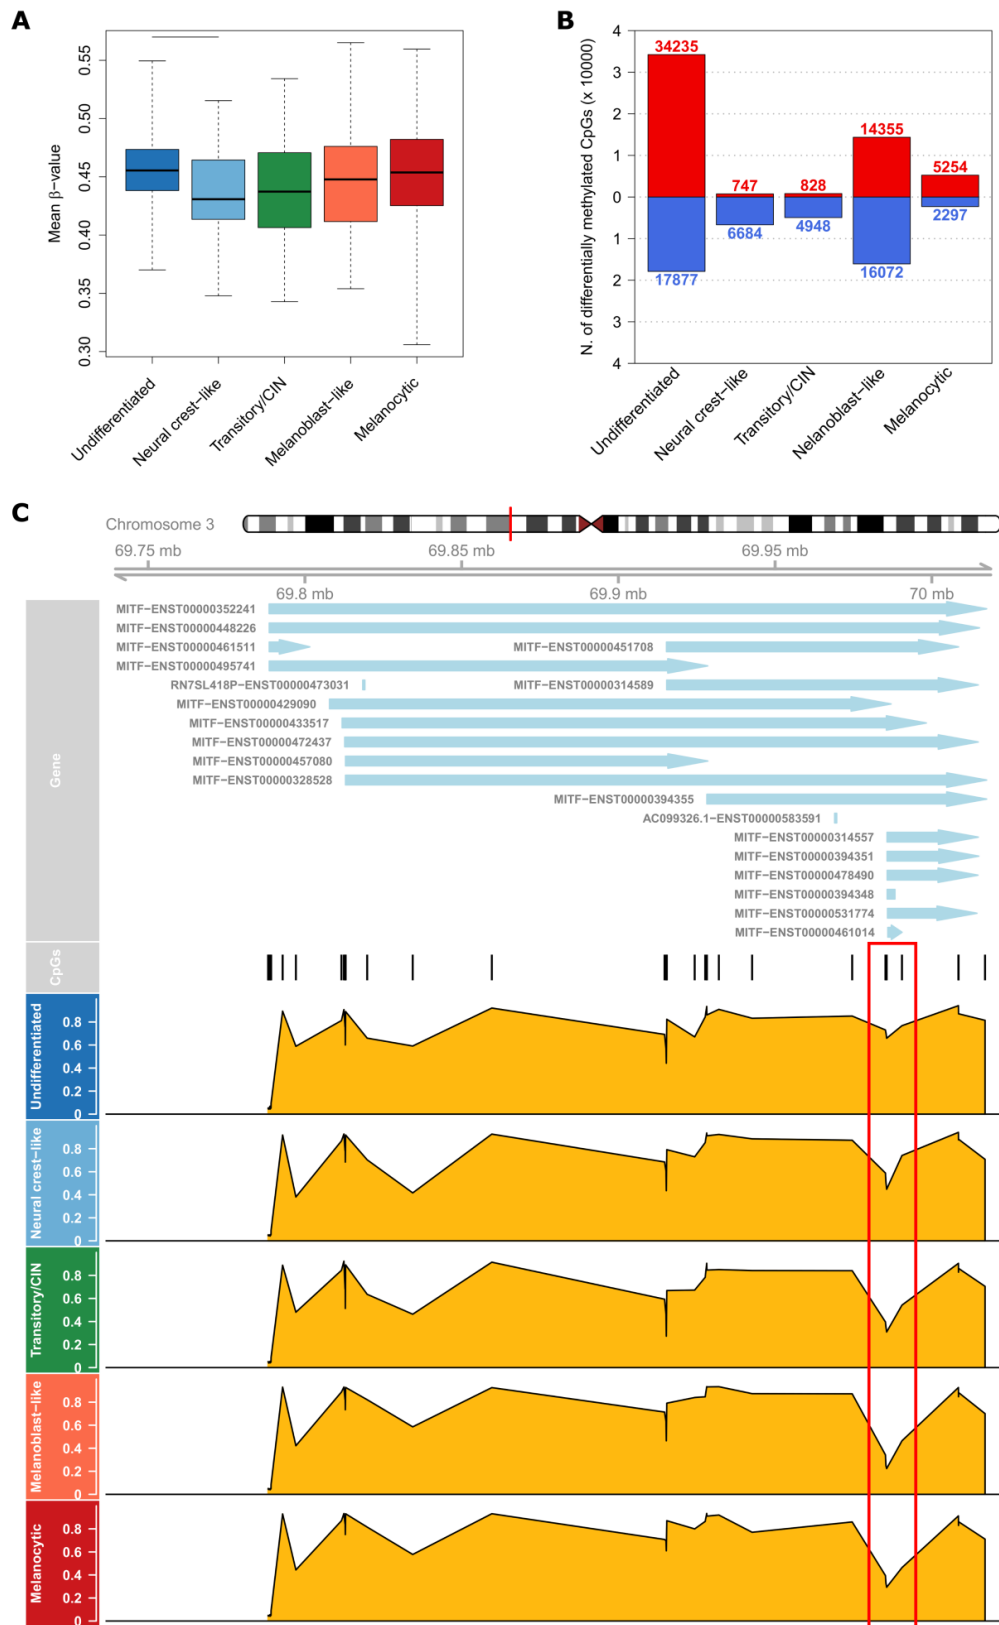 A
Mean β-value
0.55
0.50
0.45
0.40
0.35
0.30
Undifferentiated
Neural crest-like
Transitory/CIN
Melanoblast-like
Melanocytic
B
N. of differentially methylated CpGs (x 10000)
4
3
2
1
0
1
2
3
4
34235
747
828
14355
5254
17877
6684
4948
16072
2297
Undifferentiated
Neural crest-like
Transitory/CIN
Nelanoblast-like
Melanocytic
C
Chromosome 3
69.75 mb 69.85 mb 69.95 mb
69.8 mb 69.9 mb 70 mb
Gene
MITF-ENST00000352241
MITF-ENST00000448226
MITF-ENST00000461511 MITF-ENST00000451708
MITF-ENST00000495741
RN7SL418P-ENST00000473031 MITF-ENST00000314589
MITF-ENST00000429090
MITF-ENST00000433517
MITF-ENST00000472437
MITF-ENST00000457080
MITF-ENST00000328528
MITF-ENST00000394355
AC099326.1-ENST00000583591
MITF-ENST00000314557
MITF-ENST00000394351
MITF-ENST00000478490
MITF-ENST00000394348
MITF-ENST00000531774
MITF-ENST00000461014
CpGs
Undifferentiated
0.8
0.6
0.4
0.2
0
Neural crest-like
0.8
0.6
0.4
0.2
0
Transitory/CIN
0.8
0.6
0.4
0.2
0
Melanoblast-like
0.8
0.6
0.4
0.2
0
Melanocytic
0.8
0.6
0.4
0.2
0